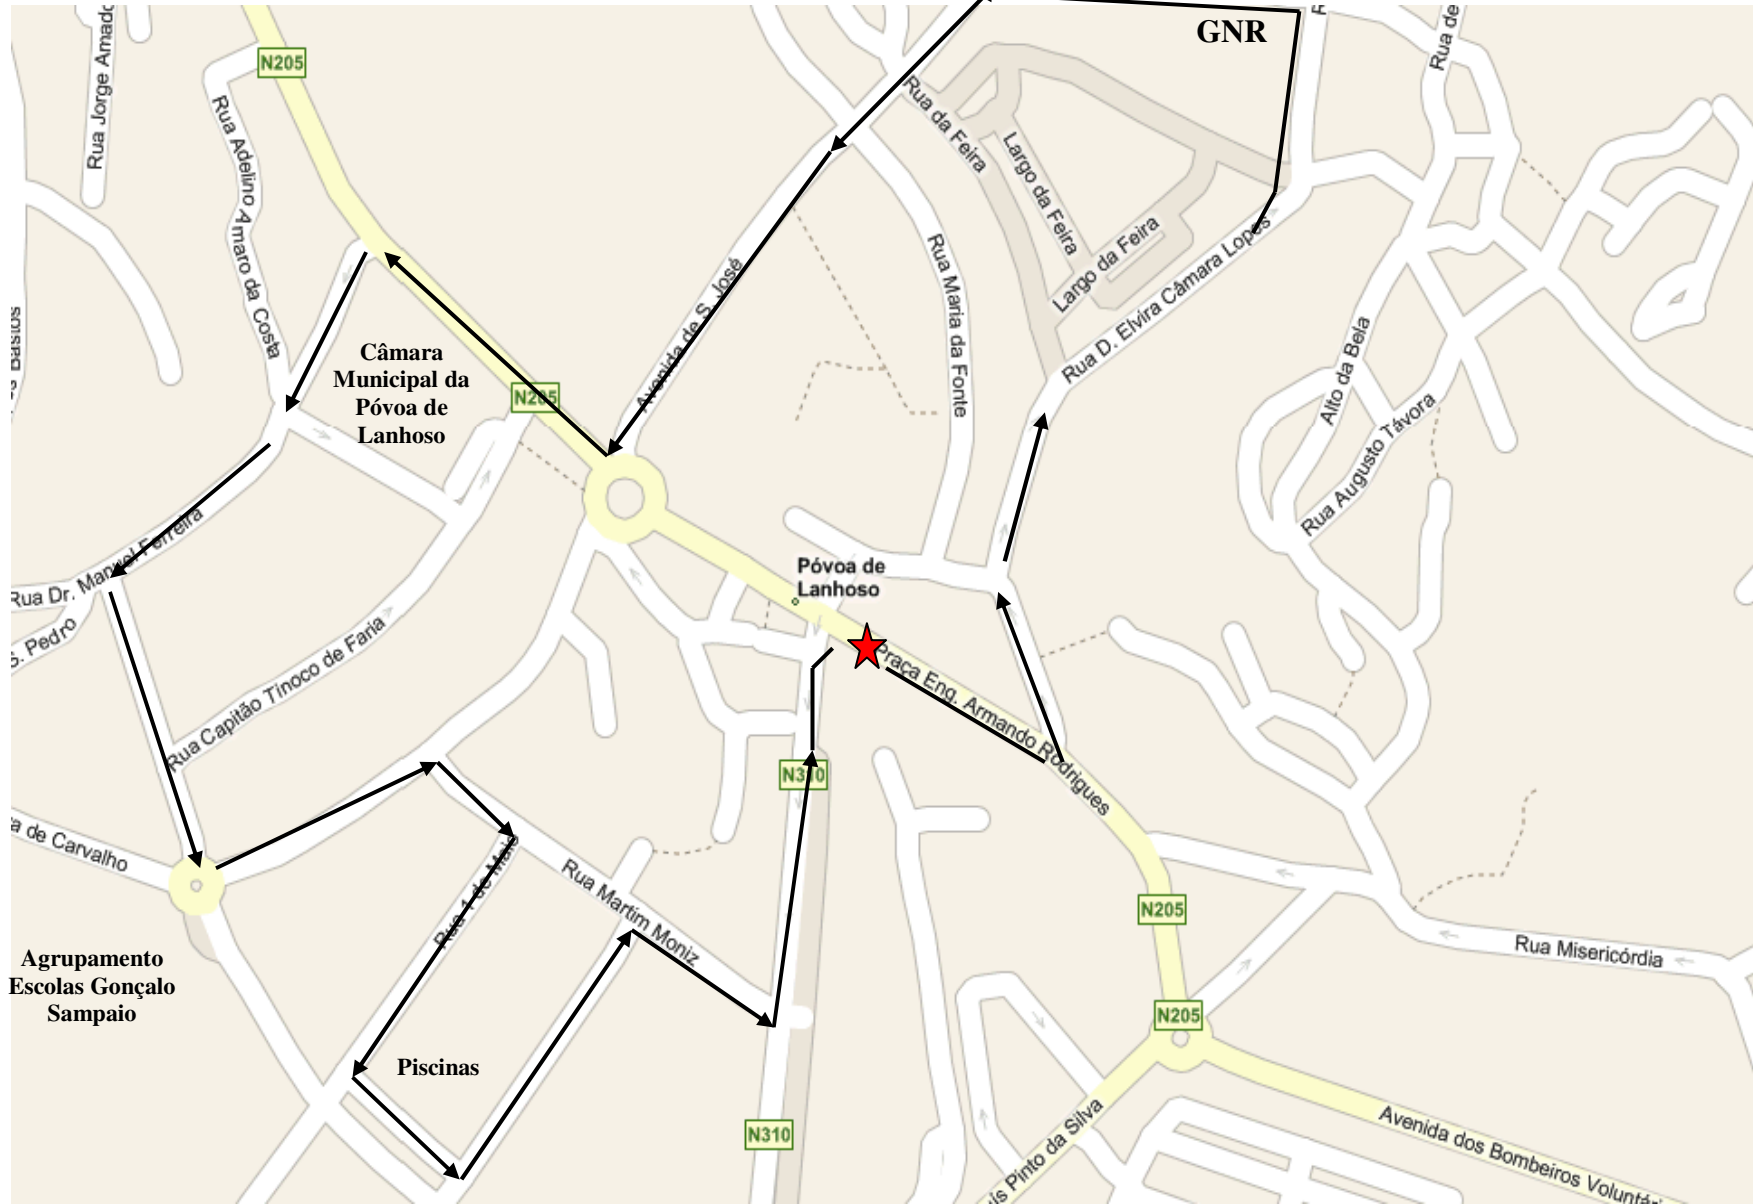 GNR
N205
Rua Jorge Amado
Rua de
Rua Adelino Amaro da Costa
Rua da Feira
Largo da Feira
Largo da Feira
Rua Maria da Fonte
Avenida de S. José
Rua D. Elvira Câmara Lopes
Alto da Bela
Rua Augusto Távora
Câmara
Municipal da
Póvoa de
Lanhoso
N205
Rua Dr. Manuel Ferreira
S. Pedro
Rua Capitão Tinoco de Faria
Póvoa de
Lanhoso
Praça Eng. Armando Rodrigues
N310
de Carvalho
Rua 1 de Maio
Rua Martim Moniz
N205
Rua Misericórdia
Agrupamento
Escolas Gonçalo
Sampaio
N205
Piscinas
N310
Pinto da Silva
Avenida dos Bombeiros